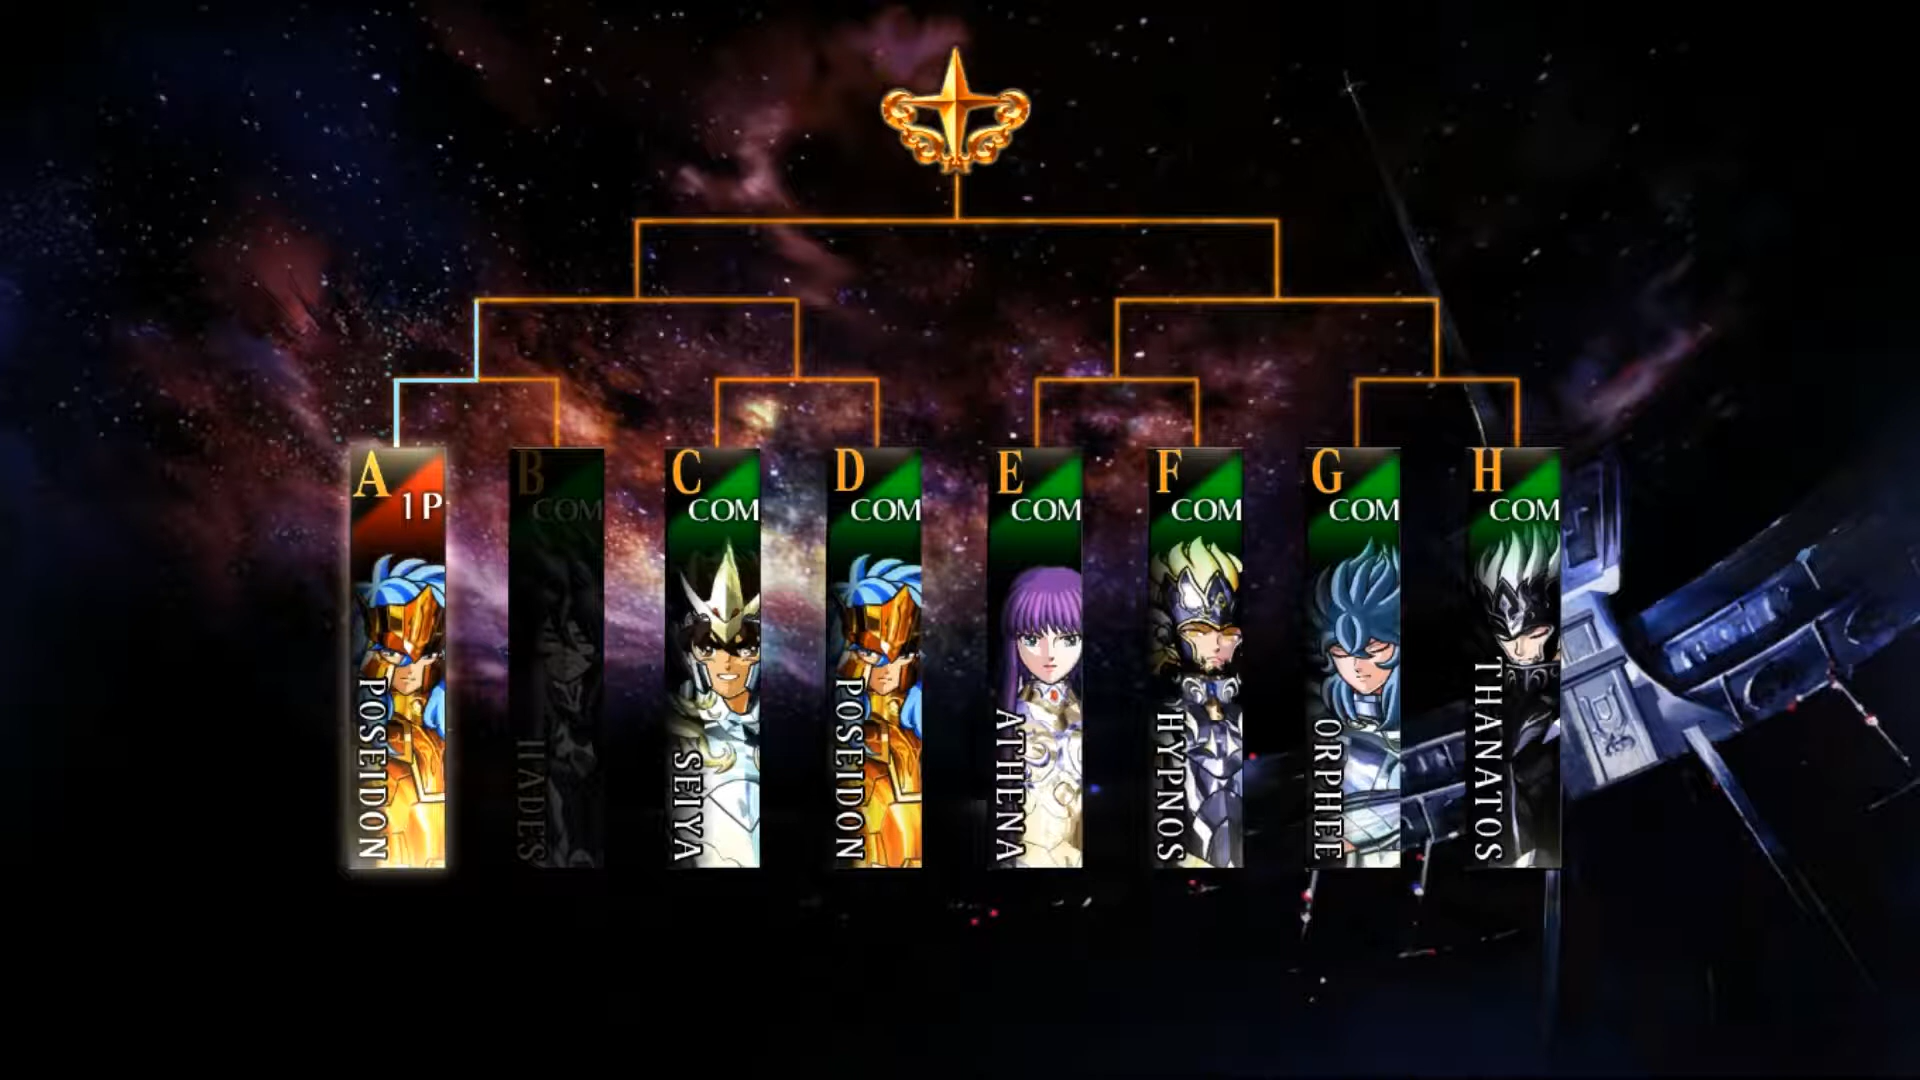 A
1P
POSEIDON
B
COM
HADES
C
COM
SEIYA
D
COM
POSEIDON
E
COM
ATHENA
F
COM
HYPNOS
G
COM
ORPHEE
H
COM
THANATOS